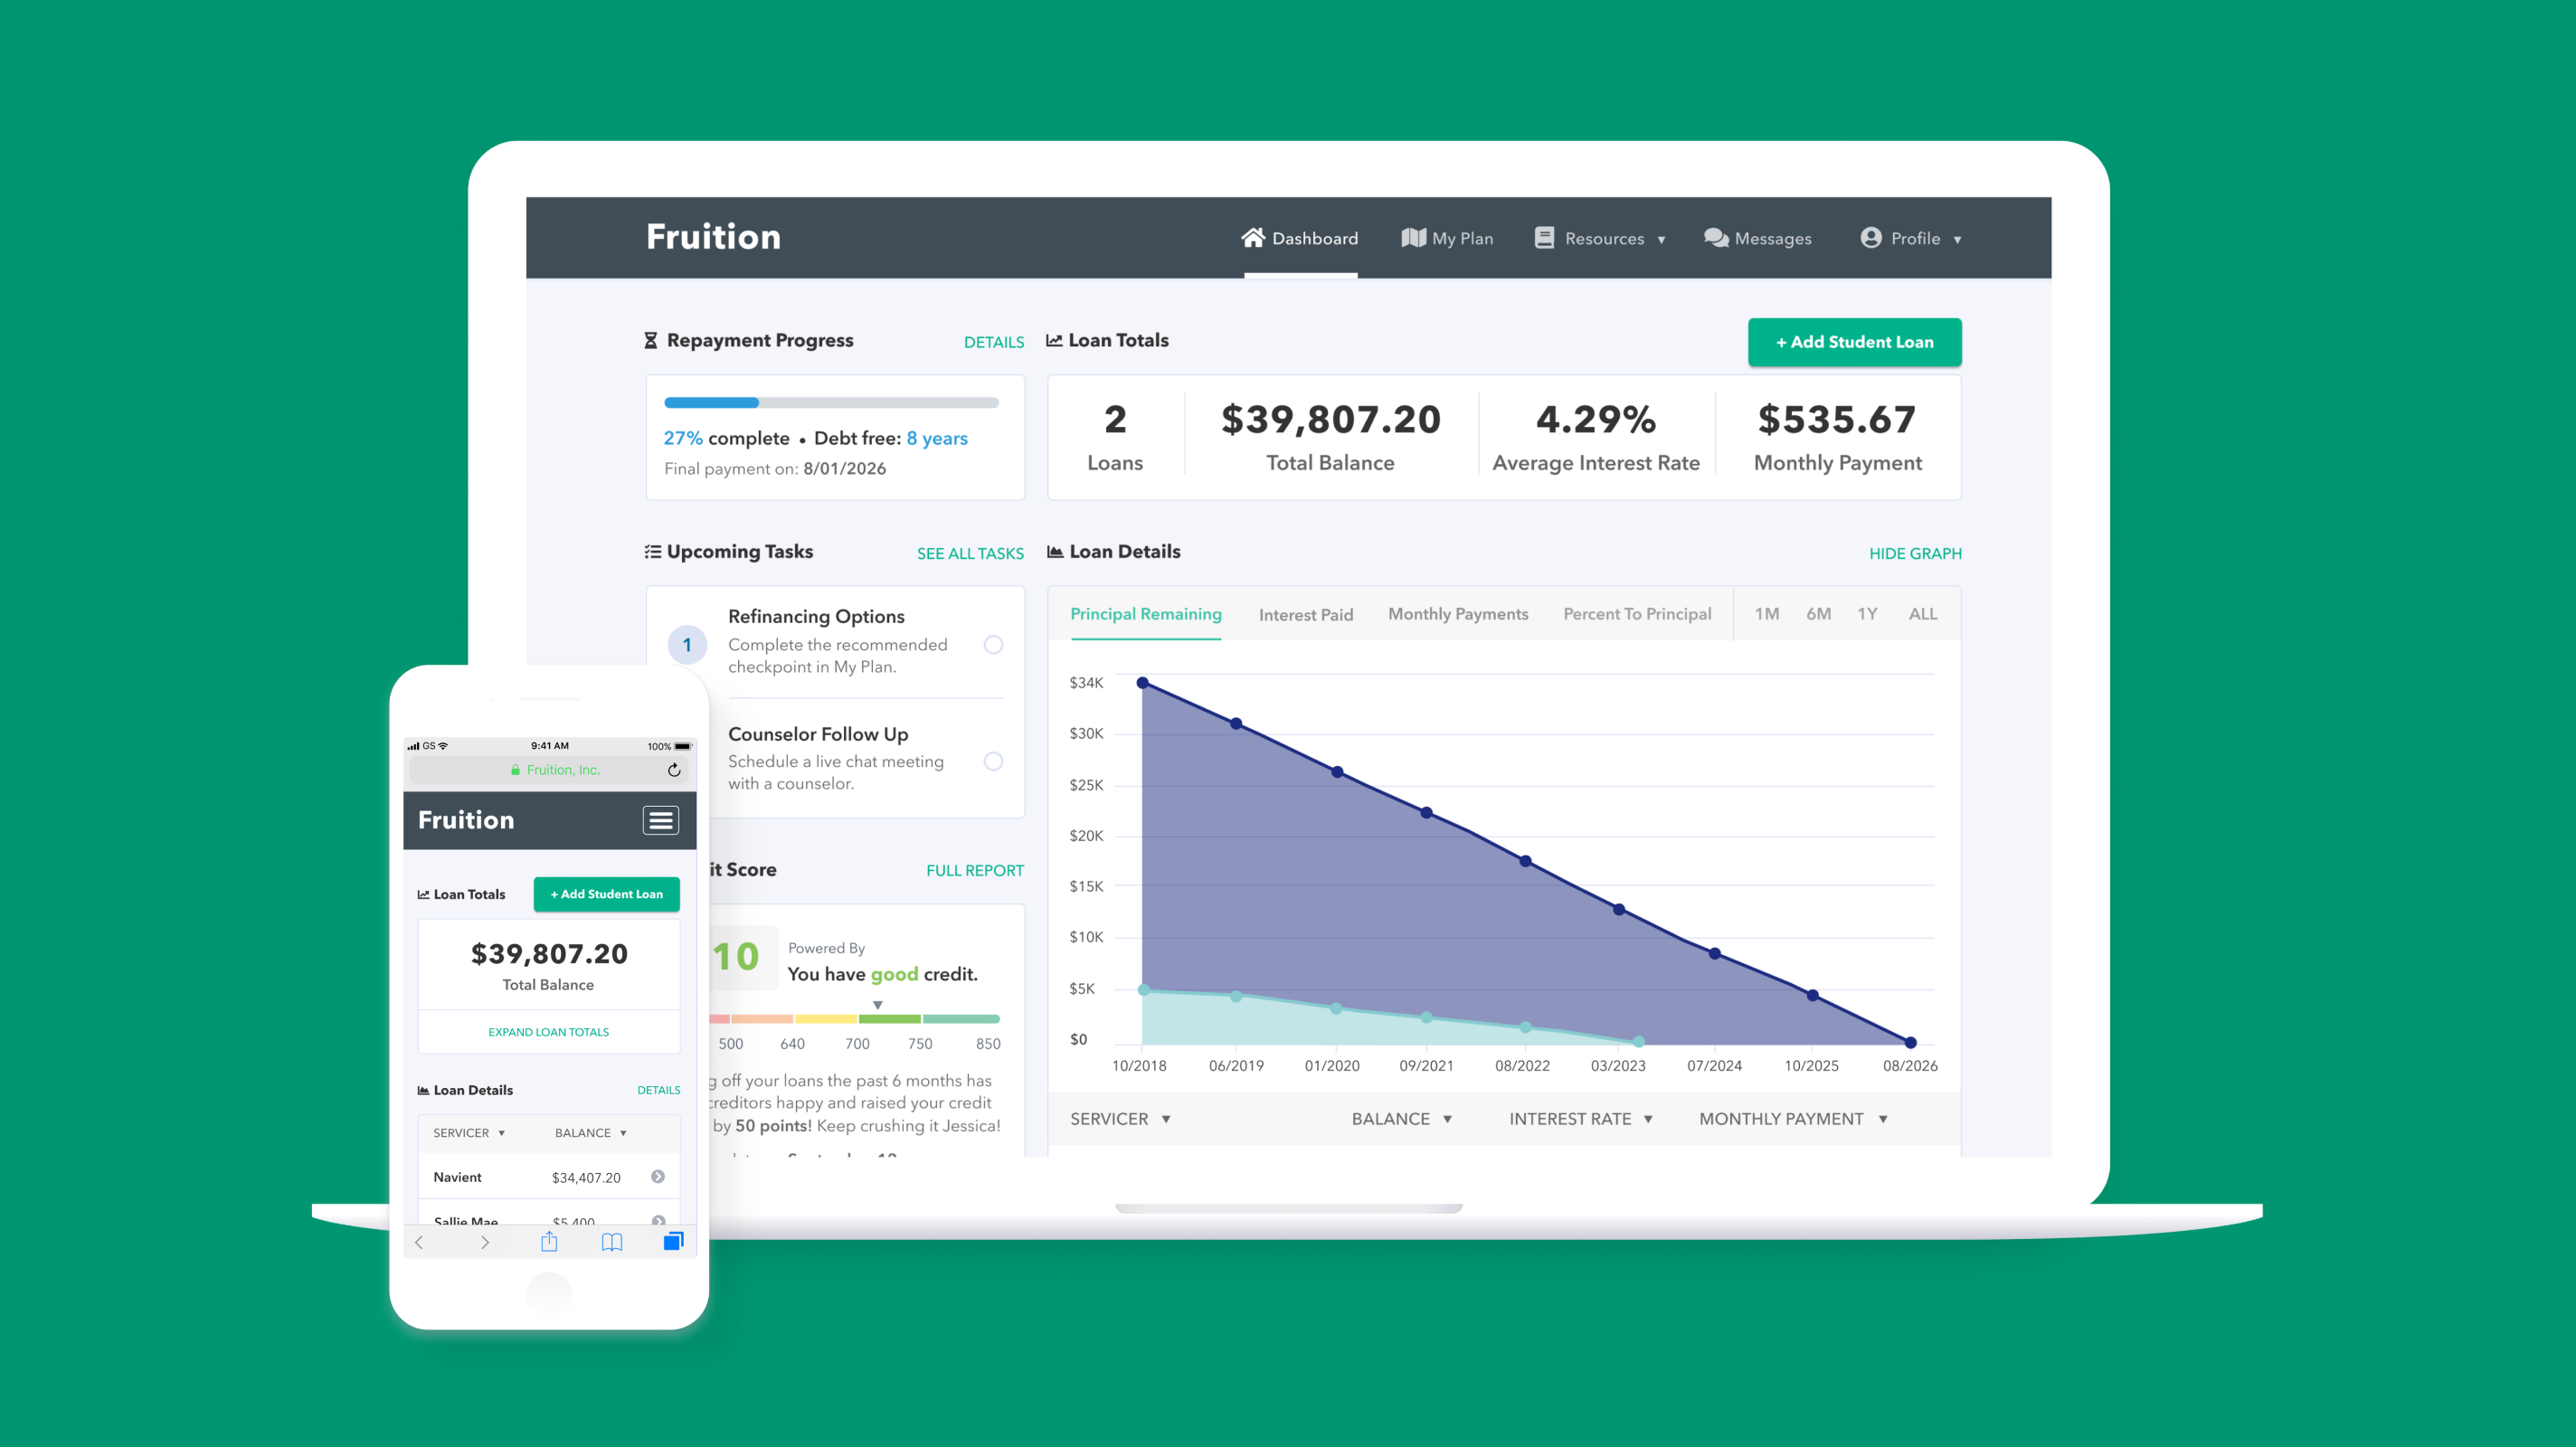 Fruition
Dashboard
My Plan
Resources
Messages
Profile
Repayment Progress
DETAILS
27% complete • Debt free: 8 years
Final payment on: 8/01/2026
Loan Totals
+ Add Student Loan
2
Loans
$39,807.20
Total Balance
4.29%
Average Interest Rate
$535.67
Monthly Payment
Upcoming Tasks
SEE ALL TASKS
1
Refinancing Options
Complete the recommended
checkpoint in My Plan.
Counselor Follow Up
Schedule a live chat meeting
with a counselor.
it Score
FULL REPORT
10
Powered By
You have good credit.
500 640 700 750 850
g off your loans the past 6 months has
creditors happy and raised your credit
by 50 points! Keep crushing it Jessica!
Loan Details
HIDE GRAPH
Principal Remaining
Interest Paid
Monthly Payments
Percent To Principal
1M 6M 1Y ALL
$34K
$30K
$25K
$20K
$15K
$10K
$5K
$0
10/2018 06/2019 01/2020 09/2021 08/2022 03/2023 07/2024 10/2025 08/2026
SERVICER
BALANCE
INTEREST RATE
MONTHLY PAYMENT
GS
9:41 AM
100%
Fruition, Inc.
Fruition
Loan Totals
+ Add Student Loan
$39,807.20
Total Balance
EXPAND LOAN TOTALS
Loan Details
DETAILS
SERVICER BALANCE
Navient $34,407.20
Sallie Mae $5,400